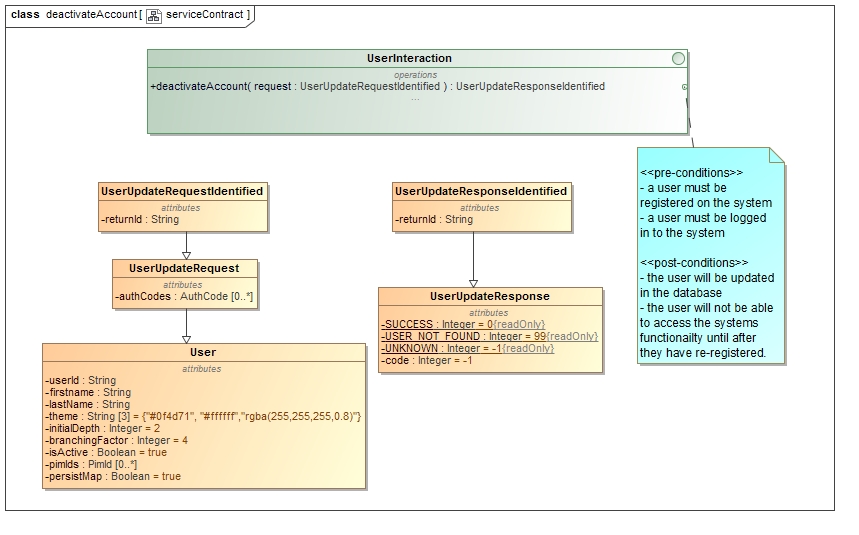 class deactivateAccount[ serviceContract ]
UserInteraction
operations
+deactivateAccount( request : UserUpdateRequestIdentified ) : UserUpdateResponseIdentified
...
UserUpdateRequestIdentified
attributes
-returnId : String
UserUpdateResponseIdentified
attributes
-returnId : String
<<pre-conditions>>
- a user must be
registered on the system
- a user must be logged
in to the system
<<post-conditions>>
- the user will be updated
in the database
- the user will not be able
to access the systems
functionailty until after
they have re-registered.
UserUpdateRequest
attributes
-authCodes : AuthCode [0..*]
UserUpdateResponse
attributes
-SUCCESS : Integer = 0{readOnly}
-USER_NOT_FOUND : Integer = 99{readOnly}
-UNKNOWN : Integer = -1{readOnly}
-code : Integer = -1
User
attributes
-userId : String
-firstname : String
-lastName : String
-theme : String [3] = {"#0f4d71", "#ffffff","rgba(255,255,255,0.8)"}
-initialDepth : Integer = 2
-branchingFactor : Integer = 4
-isActive : Boolean = true
-pimIds : PimId [0..*]
-persistMap : Boolean = true